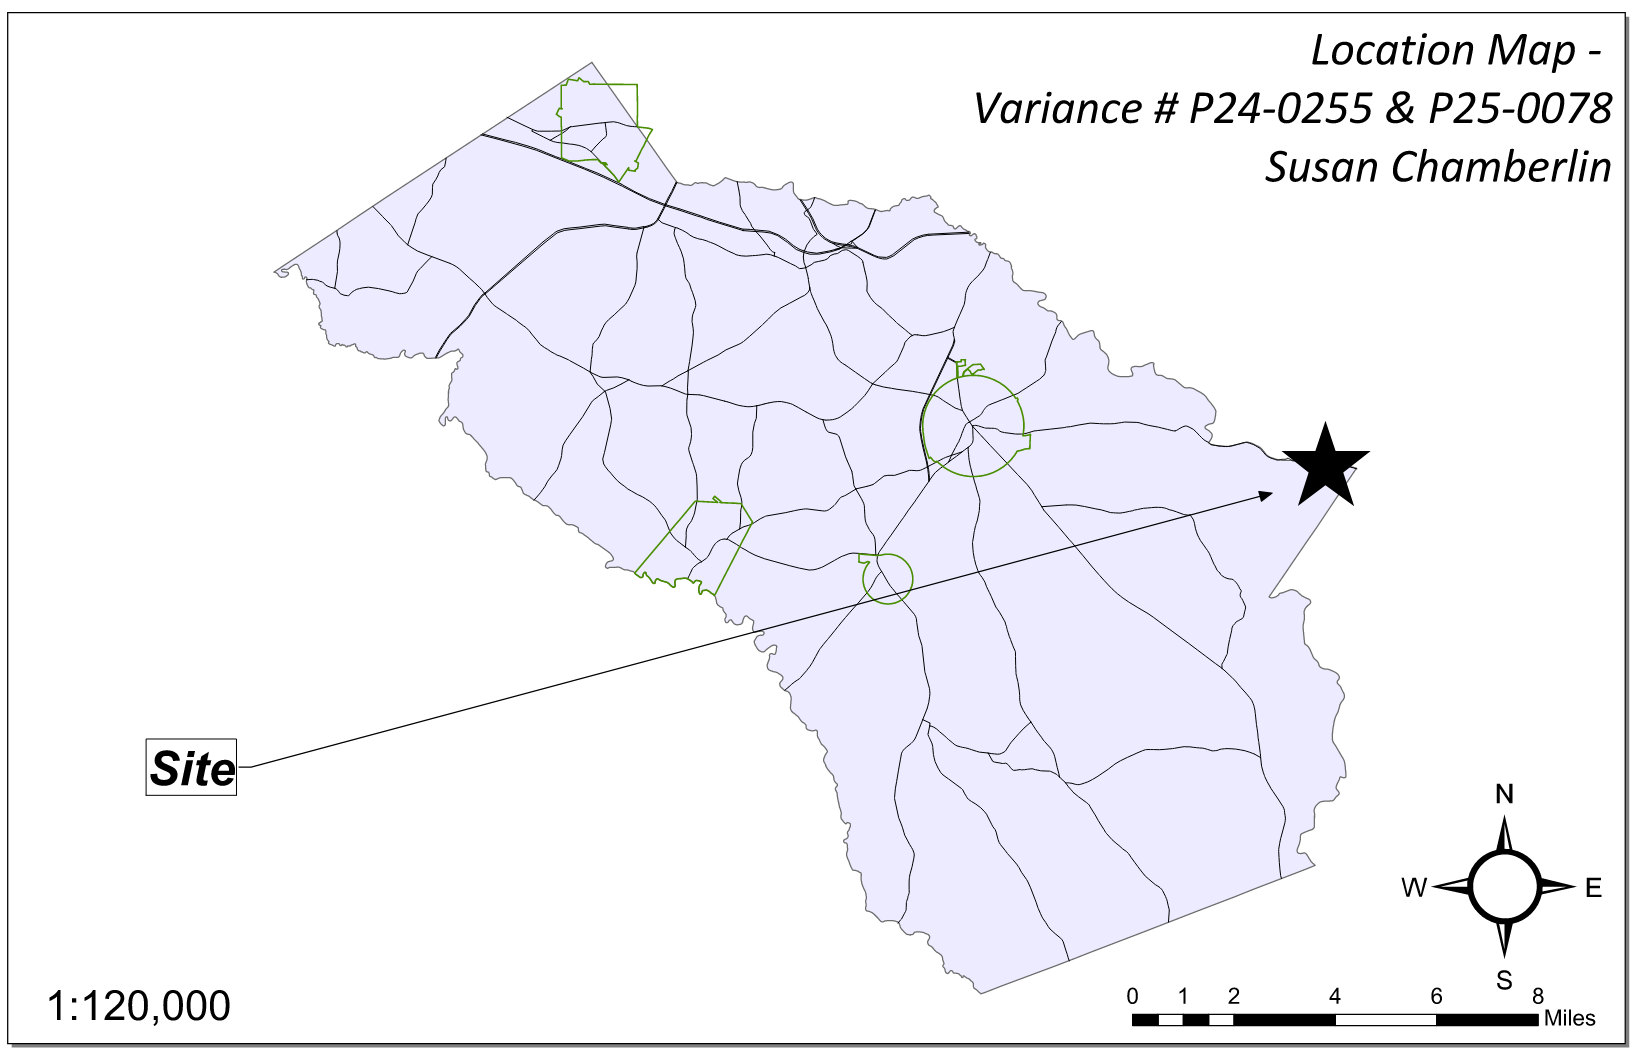 Location Map -
Variance # P24-0255 & P25-0078
Susan Chamberlin
Site
N
W E
S
1:120,000
0 1 2 4 6 8
Miles